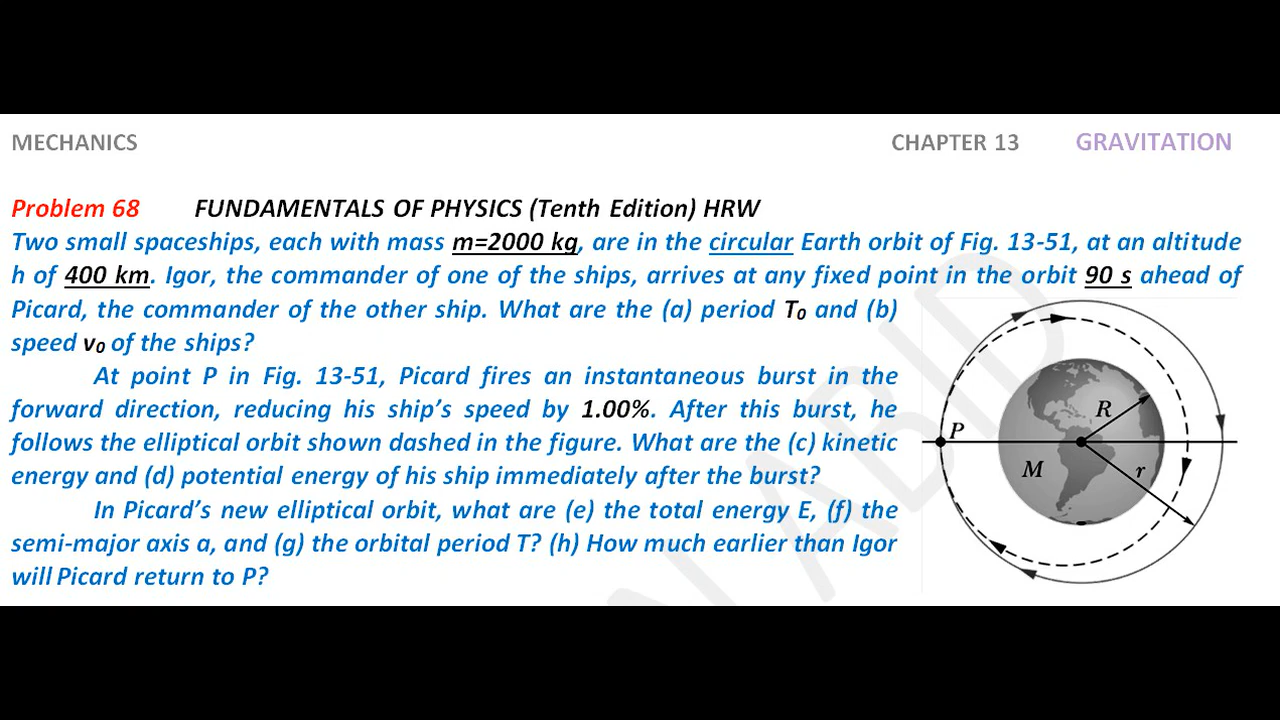 MECHANICS CHAPTER 13 GRAVITATION
Problem 68 FUNDAMENTALS OF PHYSICS (Tenth Edition) HRW
Two small spaceships, each with mass m=2000 kg, are in the circular Earth orbit of Fig. 13-51, at an altitude
h of 400 km. Igor, the commander of one of the ships, arrives at any fixed point in the orbit 90 s ahead of
Picard, the commander of the other ship. What are the (a) period T₀ and (b)
speed v₀ of the ships?
At point P in Fig. 13-51, Picard fires an instantaneous burst in the
forward direction, reducing his ship's speed by 1.00%. After this burst, he
follows the elliptical orbit shown dashed in the figure. What are the (c) kinetic
energy and (d) potential energy of his ship immediately after the burst?
In Picard's new elliptical orbit, what are (e) the total energy E, (f) the
semi-major axis a, and (g) the orbital period T? (h) How much earlier than Igor
will Picard return to P?
R
P
M
r